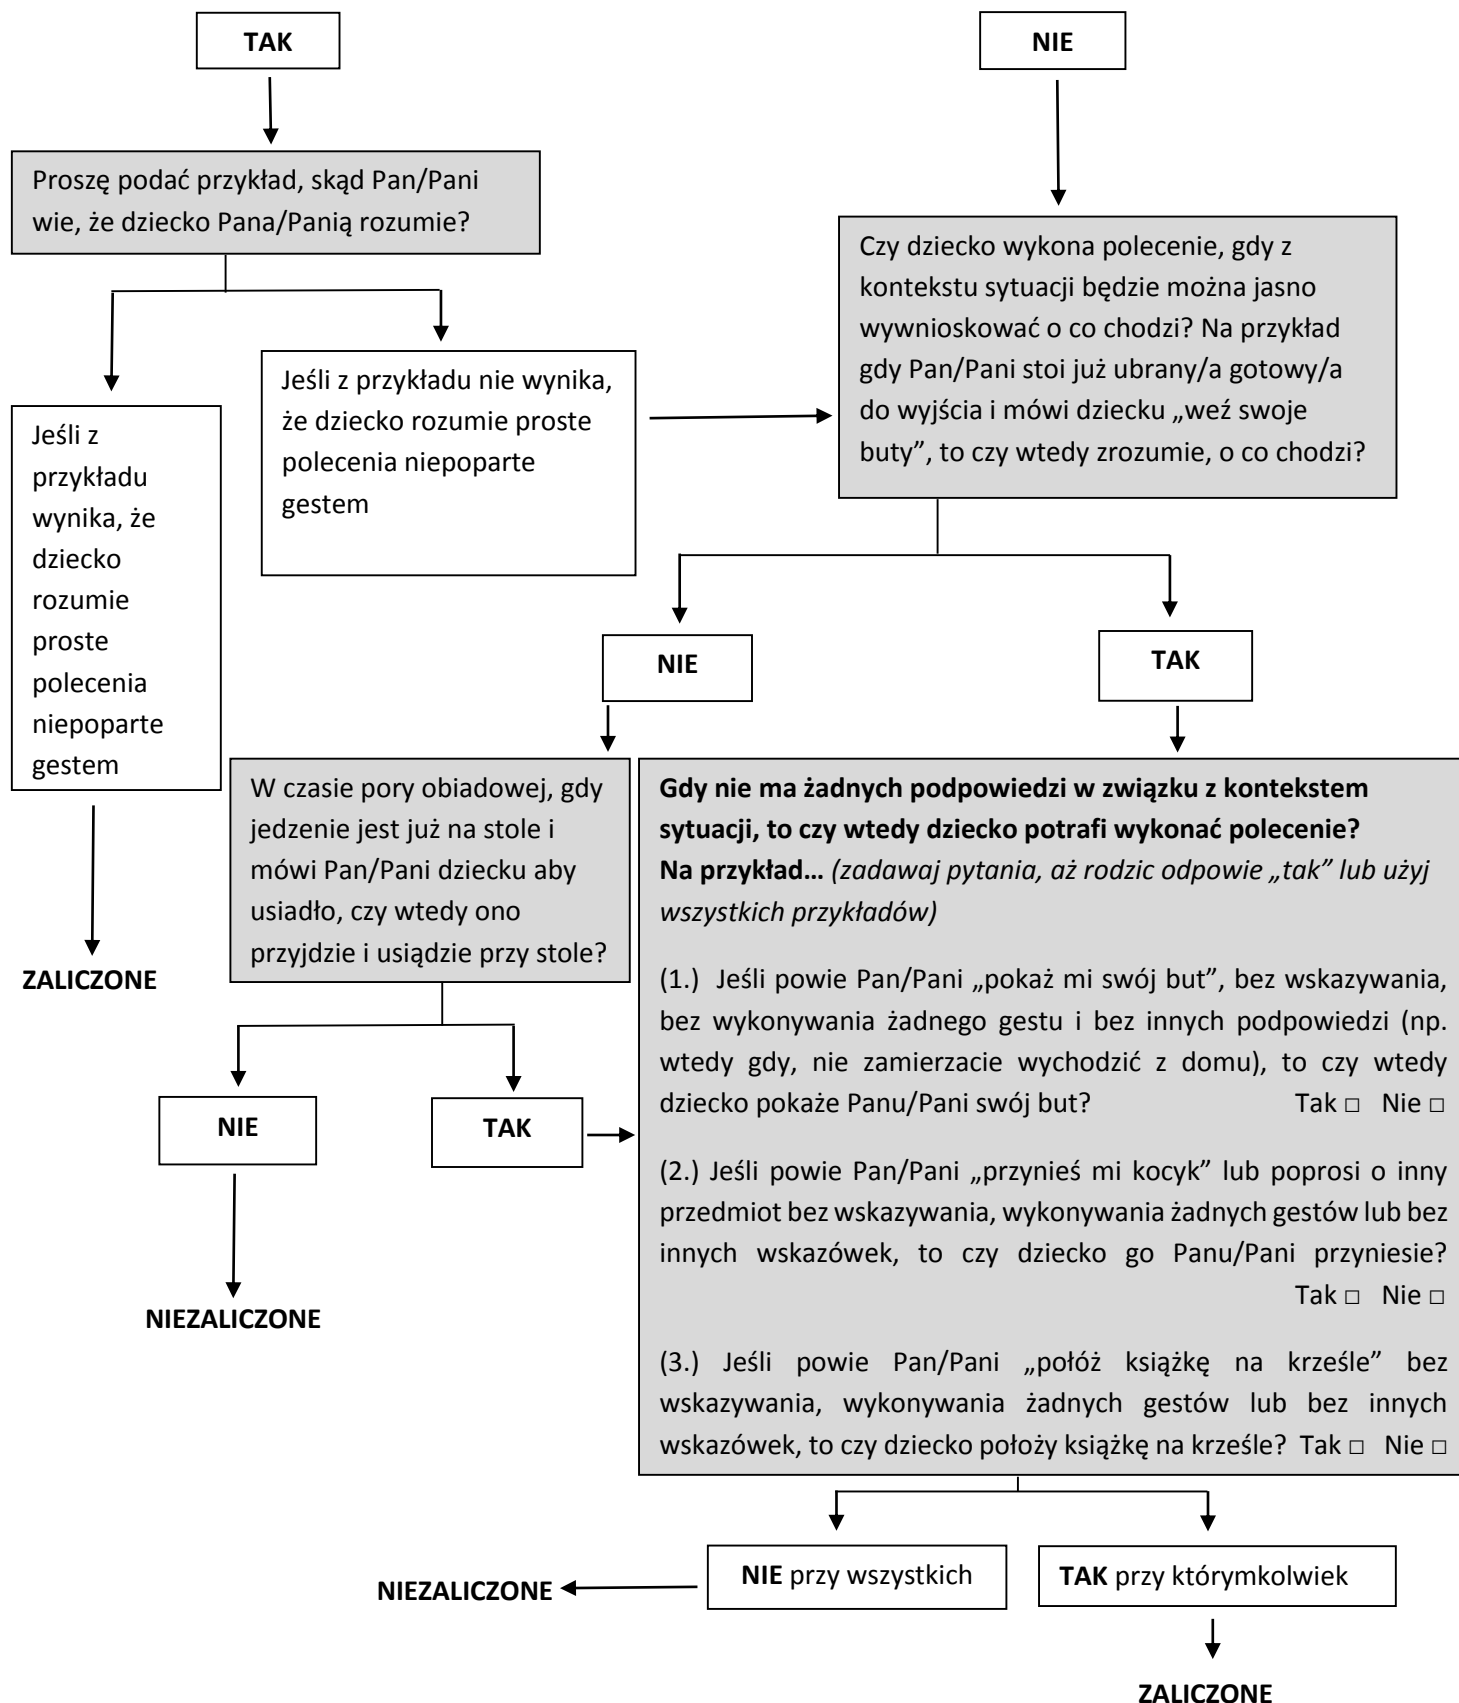 TAK
NIE
Proszę podać przykład, skąd Pan/Pani
wie, że dziecko Pana/Panią rozumie?
Czy dziecko wykona polecenie, gdy z
kontekstu sytuacji będzie można jasno
wywnioskować o co chodzi? Na przykład
gdy Pan/Pani stoi już ubrany/a gotowy/a
do wyjścia i mówi dziecku „weź swoje
buty”, to czy wtedy zrozumie, o co chodzi?
Jeśli z przykładu nie wynika,
że dziecko rozumie proste
polecenia niepoparte
gestem
Jeśli z
przykładu
wynika, że
dziecko
rozumie
proste
polecenia
niepoparte
gestem
NIE
TAK
W czasie pory obiadowej, gdy
jedzenie jest już na stole i
mówi Pan/Pani dziecku aby
usiadło, czy wtedy ono
przyjdzie i usiądzie przy stole?
Gdy nie ma żadnych podpowiedzi w związku z kontekstem
sytuacji, to czy wtedy dziecko potrafi wykonać polecenie?
Na przykład… (zadawaj pytania, aż rodzic odpowie „tak” lub użyj
wszystkich przykładów)
(1.) Jeśli powie Pan/Pani „pokaż mi swój but”, bez wskazywania,
bez wykonywania żadnego gestu i bez innych podpowiedzi (np.
wtedy gdy, nie zamierzacie wychodzić z domu), to czy wtedy
dziecko pokaże Panu/Pani swój but? Tak □ Nie □
(2.) Jeśli powie Pan/Pani „przynieś mi kocyk” lub poprosi o inny
przedmiot bez wskazywania, wykonywania żadnych gestów lub bez
innych wskazówek, to czy dziecko go Panu/Pani przyniesie?
Tak □ Nie □
(3.) Jeśli powie Pan/Pani „połóż książkę na krześle” bez
wskazywania, wykonywania żadnych gestów lub bez innych
wskazówek, to czy dziecko położy książkę na krześle? Tak □ Nie □
ZALICZONE
NIE
TAK
NIEZALICZONE
NIE przy wszystkich
TAK przy którymkolwiek
NIEZALICZONE
ZALICZONE